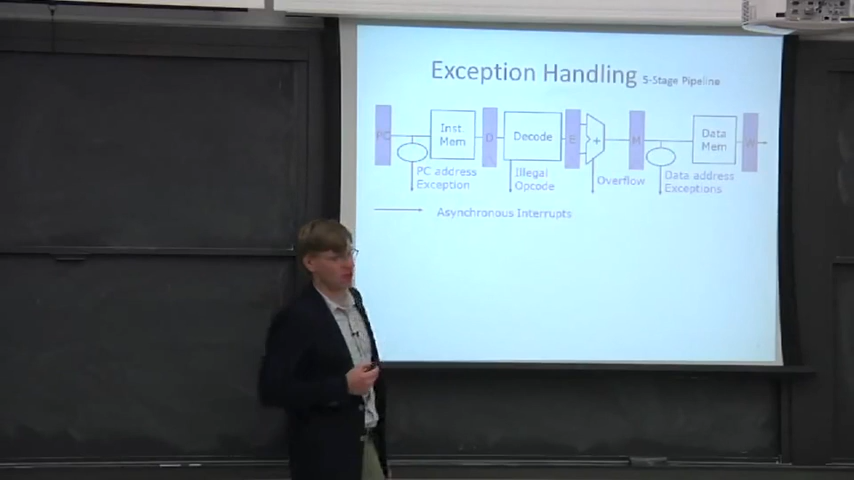 Exception Handling 5-Stage Pipeline
PC
Inst
Mem
D
Decode
E
+
M
Data
Mem
W
PC address
Exception
Illegal
Opcode
Overflow
Data address
Exceptions
Asynchronous Interrupts